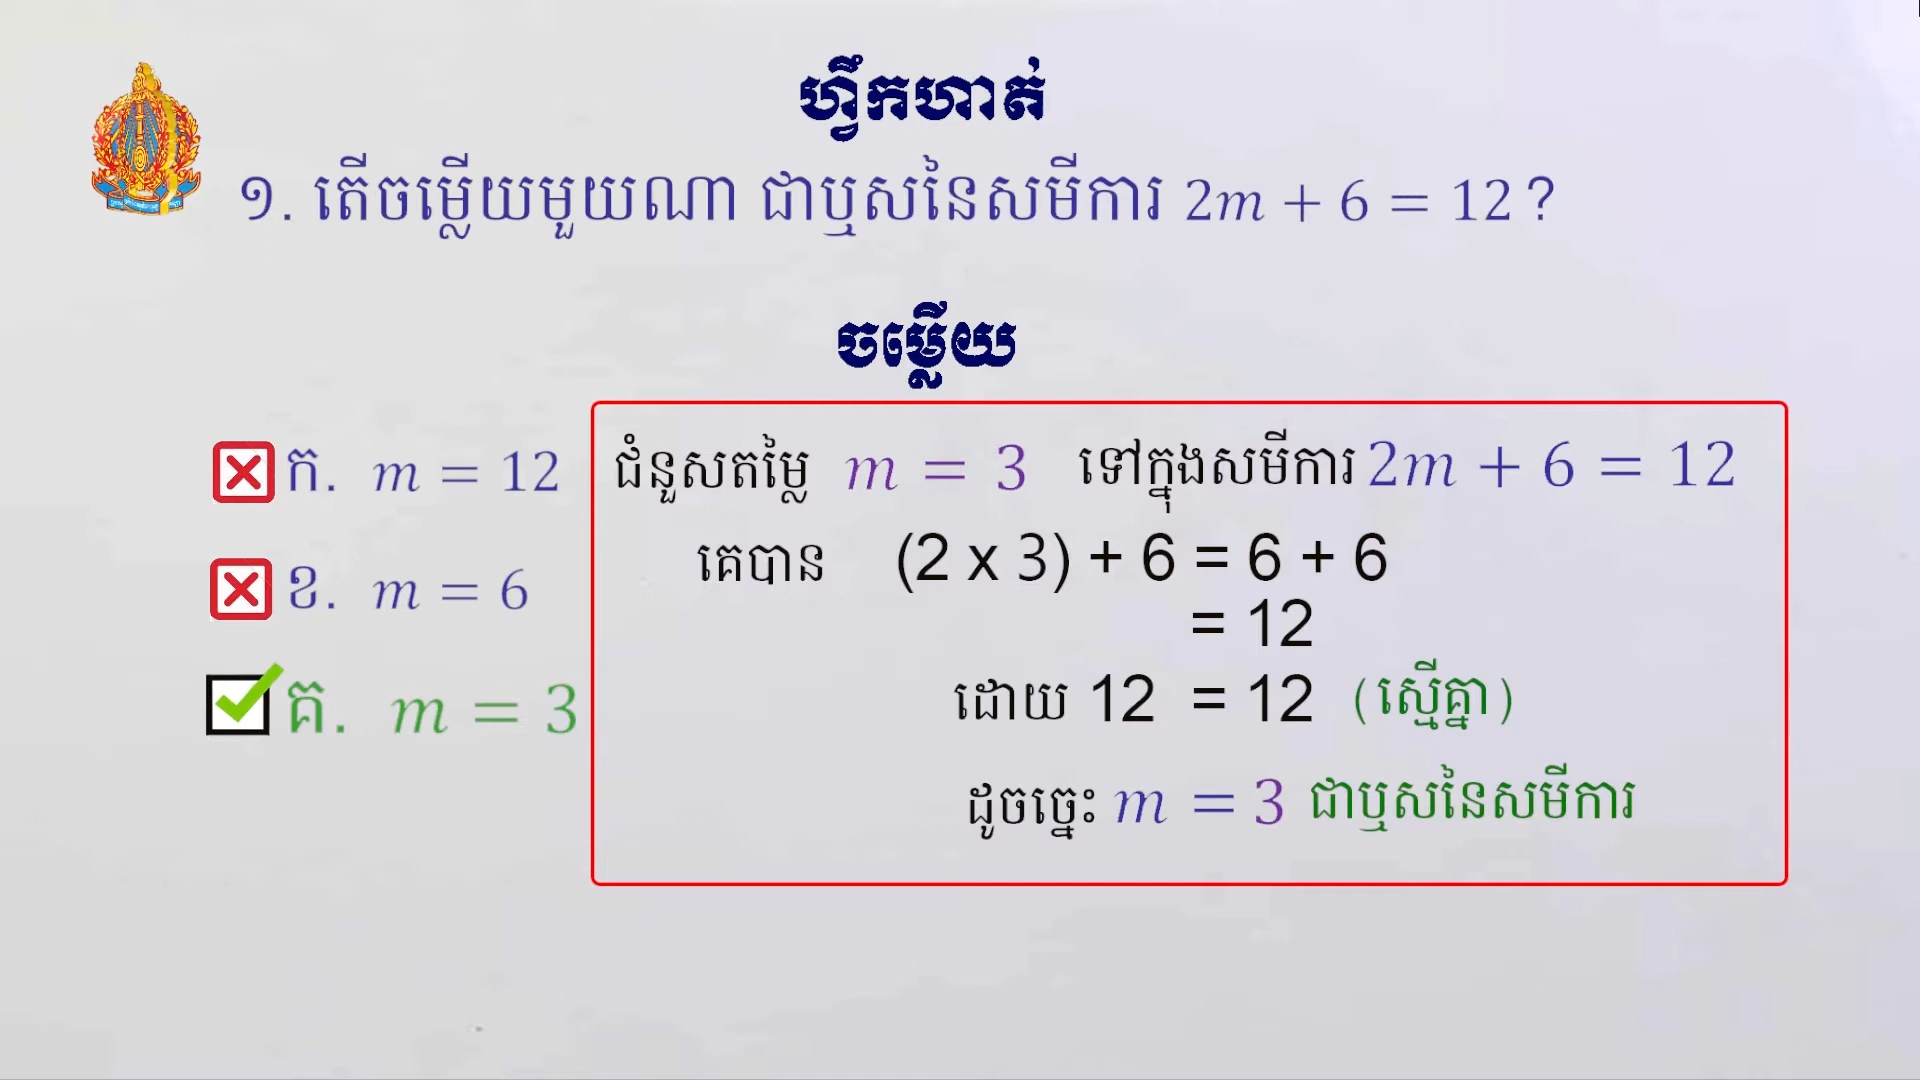 ហ្វឹកហាត់
១. តើចម្លើយមួយណា ជាឬសនៃសមីការ 2m + 6 = 12 ?
ចម្លើយ
ក. m = 12
ខ. m = 6
គ. m = 3
ជំនួសតម្លៃ m = 3 ទៅក្នុងសមីការ 2m + 6 = 12
គេបាន (2 x 3) + 6 = 6 + 6
= 12
ដោយ 12 = 12 (ស្មើគ្នា)
ដូចច្នេះ m = 3 ជាឬសនៃសមីការ